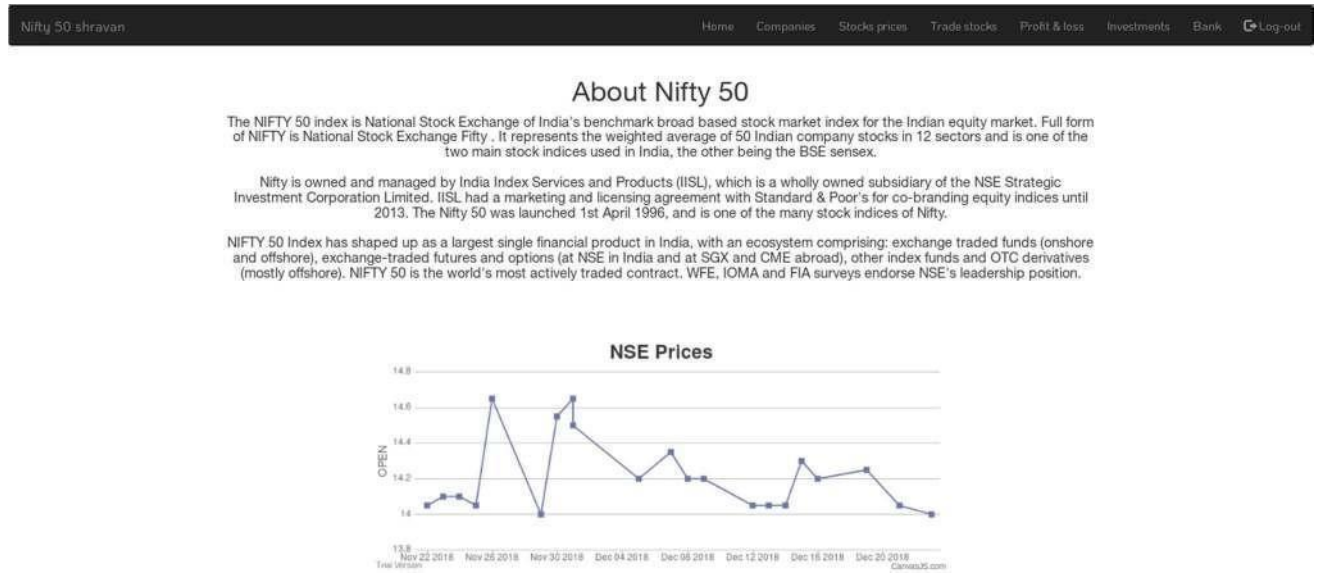 Nifty 50 shravan
Home Companies Stocks prices Trade stocks Profit & loss Investments Bank Log-out
About Nifty 50
The NIFTY 50 index is National Stock Exchange of India's benchmark broad based stock market index for the Indian equity market. Full form
of NIFTY is National Stock Exchange Fifty . It represents the weighted average of 50 Indian company stocks in 12 sectors and is one of the
two main stock indices used in India, the other being the BSE sensex.
Nifty is owned and managed by India Index Services and Products (IISL), which is a wholly owned subsidiary of the NSE Strategic
Investment Corporation Limited. IISL had a marketing and licensing agreement with Standard & Poor's for co-branding equity indices until
2013. The Nifty 50 was launched 1st April 1996, and is one of the many stock indices of Nifty.
NIFTY 50 Index has shaped up as a largest single financial product in India, with an ecosystem comprising: exchange traded funds (onshore
and offshore), exchange-traded futures and options (at NSE in India and at SGX and CME abroad), other index funds and OTC derivatives
(mostly offshore). NIFTY 50 is the world's most actively traded contract. WFE, IOMA and FIA surveys endorse NSE's leadership position.
NSE Prices
14.8
14.6
14.4
OPEN
14.2
14
13.8
Nov 22 2018 Nov 26 2018 Nov 30 2018 Dec 04 2018 Dec 08 2018 Dec 12 2018 Dec 16 2018 Dec 20 2018
Trial Version CanvasJS.com